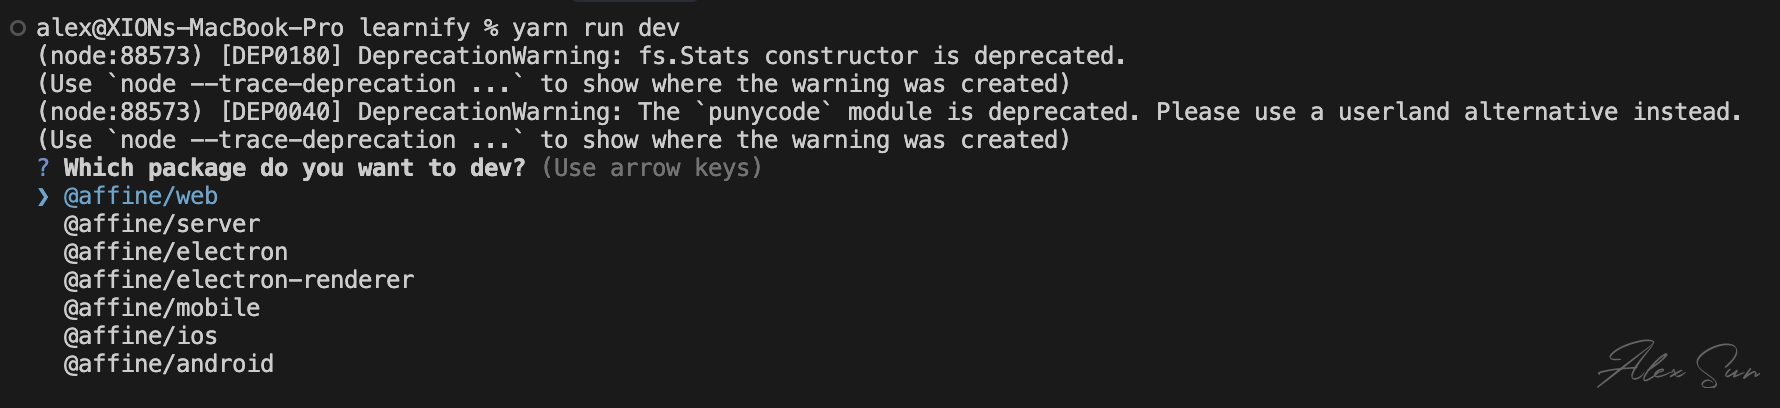 alex@XIONs-MacBook-Pro learnify % yarn run dev
(node:88573) [DEP0180] DeprecationWarning: fs.Stats constructor is deprecated.
(Use `node --trace-deprecation ...` to show where the warning was created)
(node:88573) [DEP0040] DeprecationWarning: The `punycode` module is deprecated. Please use a userland alternative instead.
(Use `node --trace-deprecation ...` to show where the warning was created)
? Which package do you want to dev? (Use arrow keys)
❯ @affine/web
@affine/server
@affine/electron
@affine/electron-renderer
@affine/mobile
@affine/ios
@affine/android
Alex Sun